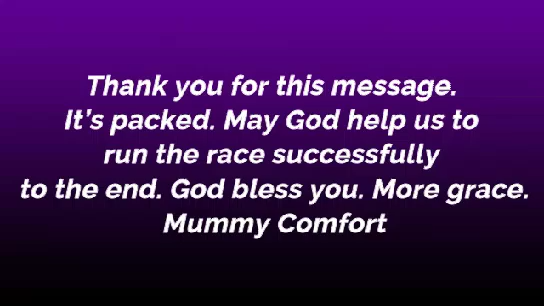 Thank you for this message.
It's packed. May God help us to
run the race successfully
to the end. God bless you. More grace.
Mummy Comfort